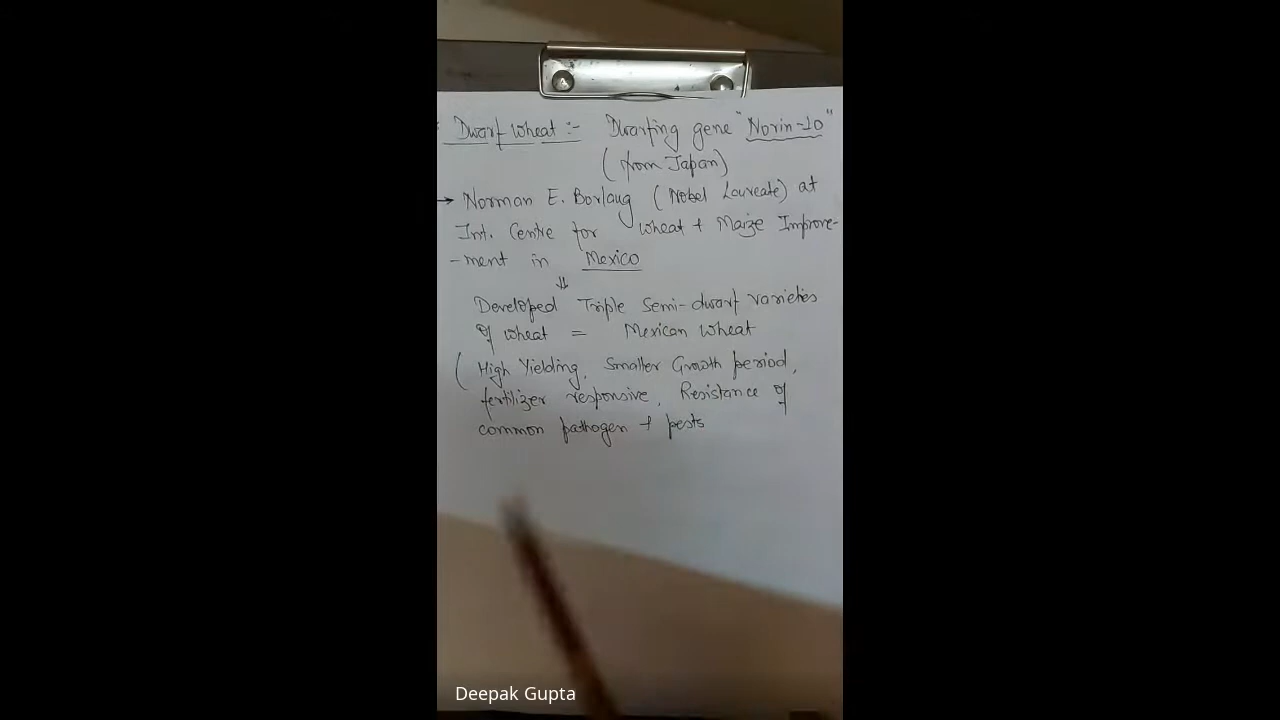 Dwarf wheat :- Dwarfing gene "Norin-10"
(from Japan)
→ Norman E. Borlaug (Nobel Laureate) at
Int. Centre for wheat + Maize Improve-
-ment in Mexico
⇓
Developed Triple Semi-dwarf varieties
of wheat = Mexican wheat
(High Yielding, Smaller Growth period,
fertilizer responsive, Resistance of
common pathogen + pests
Deepak Gupta